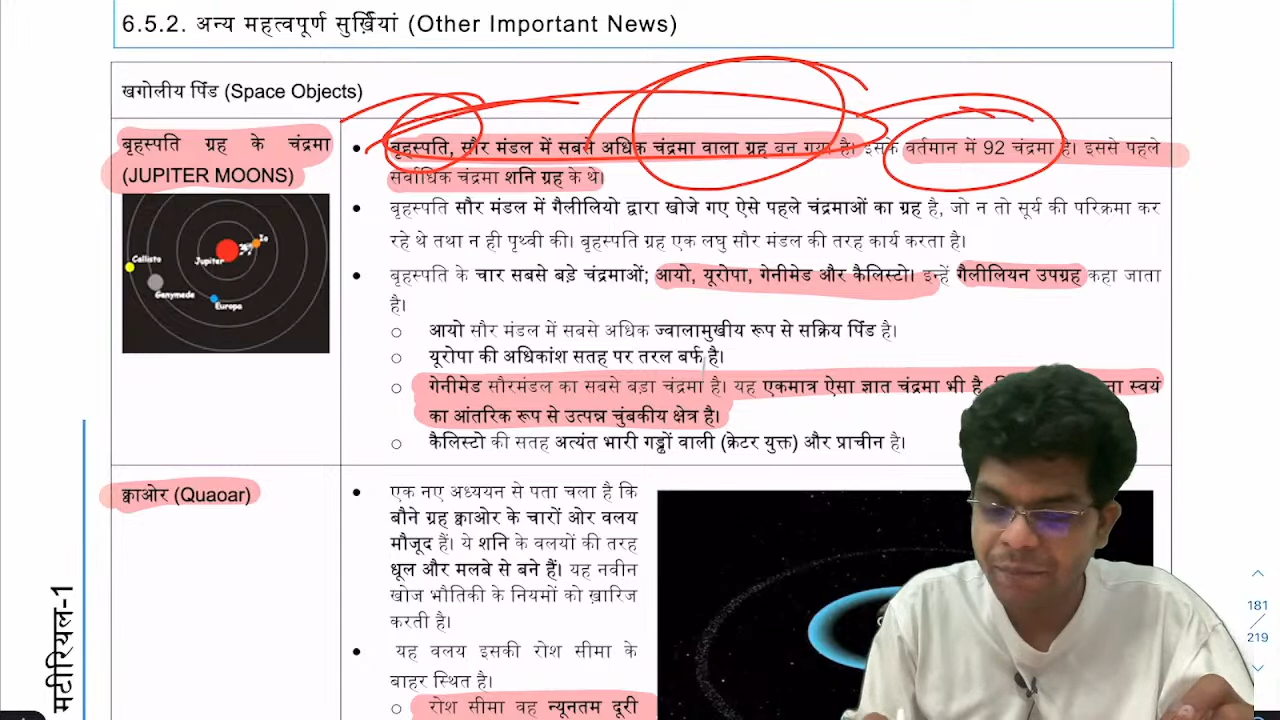 6.5.2. अन्य महत्वपूर्ण सुर्ख़ियां (Other Important News)
खगोलीय पिंड (Space Objects)
बृहस्पति ग्रह के चंद्रमा
(JUPITER MOONS)
Callisto
Jupiter
Io
Ganymede
Europa
• बृहस्पति, सौर मंडल में सबसे अधिक चंद्रमा वाला ग्रह बन गया है। इसके वर्तमान में 92 चंद्रमा है। इससे पहले
सर्वाधिक चंद्रमा शनि ग्रह के थे।
• बृहस्पति सौर मंडल में गैलीलियो द्वारा खोजे गए ऐसे पहले चंद्रमाओं का ग्रह है, जो न तो सूर्य की परिक्रमा कर
रहे थे तथा न ही पृथ्वी की। बृहस्पति ग्रह एक लघु सौर मंडल की तरह कार्य करता है।
• बृहस्पति के चार सबसे बड़े चंद्रमाओं; आयो, यूरोपा, गेनीमेड और कैलिस्टो। इन्हें गैलीलियन उपग्रह कहा जाता
है।
o आयो सौर मंडल में सबसे अधिक ज्वालामुखीय रूप से सक्रिय पिंड है।
o यूरोपा की अधिकांश सतह पर तरल बर्फ है।
o गेनीमेड सौरमंडल का सबसे बड़ा चंद्रमा है। यह एकमात्र ऐसा ज्ञात चंद्रमा भी है, स्वयं
का आंतरिक रूप से उत्पन्न चुंबकीय क्षेत्र है।
o कैलिस्टो की सतह अत्यंत भारी गड्ढों वाली (क्रेटर युक्त) और प्राचीन है।
क्वाओर (Quaoar)
• एक नए अध्ययन से पता चला है कि
बौने ग्रह क्वाओर के चारों ओर वलय
मौजूद हैं। ये शनि के वलयों की तरह
धूल और मलबे से बने हैं। यह नवीन
खोज भौतिकी के नियमों को ख़ारिज
करती है।
• यह वलय इसकी रोश सीमा के
बाहर स्थित है।
o रोश सीमा वह न्यूनतम दूरी
मटीरियल-1
181
219